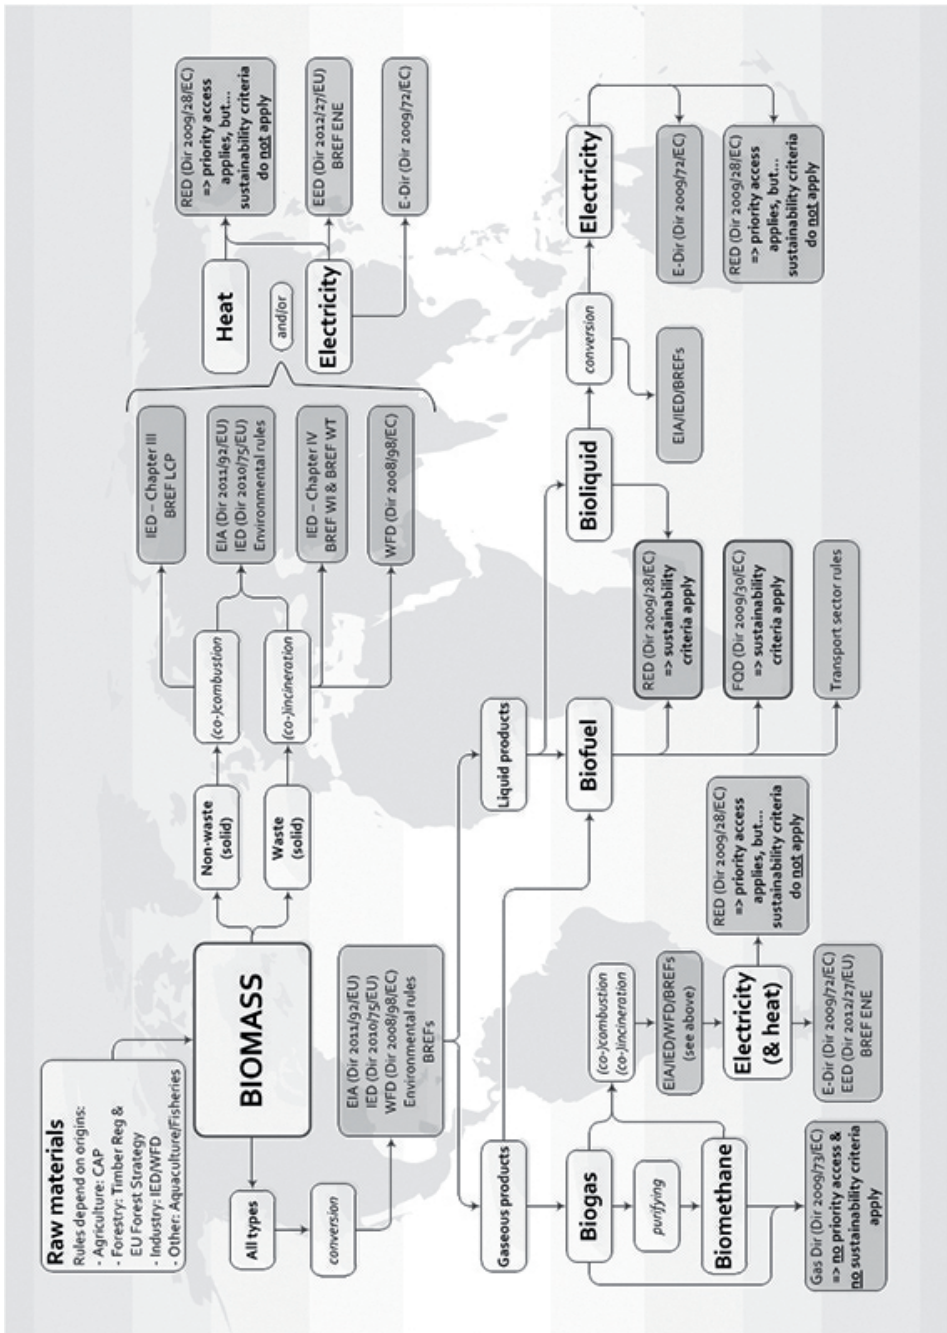 Raw materials
Rules depend on origins:
- Agriculture: CAP
- Forestry: Timber Reg &
EU Forest Strategy
- Industry: IED/WFD
- Other: Aquaculture/Fisheries
BIOMASS
Non-waste
(solid)
Waste
(solid)
(co-)combustion
(co-)incineration
IED – Chapter III
BREF LCP
EIA (Dir 2011/92/EU)
IED (Dir 2010/75/EU)
Environmental rules
IED – Chapter IV
BREF WI & BREF WT
WFD (Dir 2008/98/EC)
Heat
and/or
Electricity
RED (Dir 2009/28/EC)
=> priority access
applies, but...
sustainability criteria
do not apply
EED (Dir 2012/27/EU)
BREF ENE
E-Dir (Dir 2009/72/EC)
All types
conversion
EIA (Dir 2011/92/EU)
IED (Dir 2010/75/EU)
WFD (Dir 2008/98/EC)
Environmental rules
BREFs
Gaseous products
Liquid products
Biogas
purifying
Biomethane
Gas Dir (Dir 2009/73/EC)
=> no priority access &
no sustainability criteria
apply
(co-)combustion
(co-)incineration
EIA/IED/WFD/BREFs
(see above)
Electricity
(& heat)
E-Dir (Dir 2009/72/EC)
EED (Dir 2012/27/EU)
BREF ENE
RED (Dir 2009/28/EC)
=> priority access
applies, but...
sustainability criteria
do not apply
Biofuel
RED (Dir 2009/28/EC)
=> sustainability
criteria apply
FQD (Dir 2009/30/EC)
=> sustainability
criteria apply
Transport sector rules
Bioliquid
conversion
EIA/IED/BREFs
Electricity
E-Dir (Dir 2009/72/EC)
RED (Dir 2009/28/EC)
=> priority access
applies, but...
sustainability criteria
do not apply